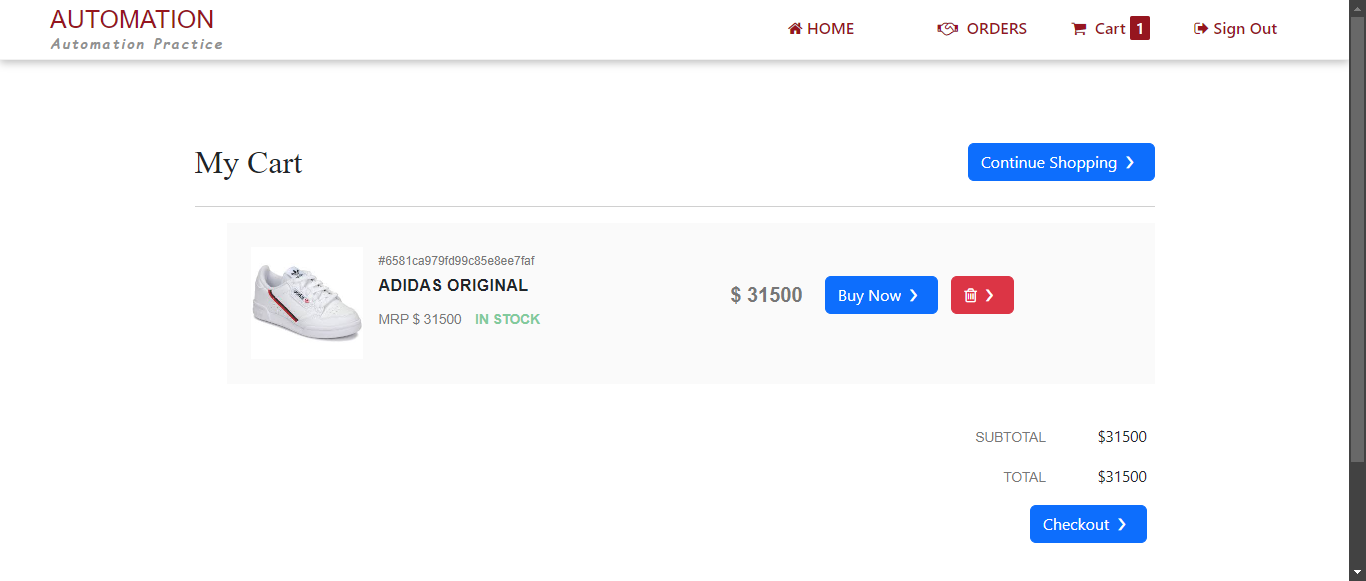 AUTOMATION
Automation Practice
HOME
ORDERS
Cart 1
Sign Out
My Cart
Continue Shopping
#6581ca979fd99c85e8ee7faf
ADIDAS ORIGINAL
MRP $ 31500 IN STOCK
$ 31500
Buy Now
SUBTOTAL $31500
TOTAL $31500
Checkout